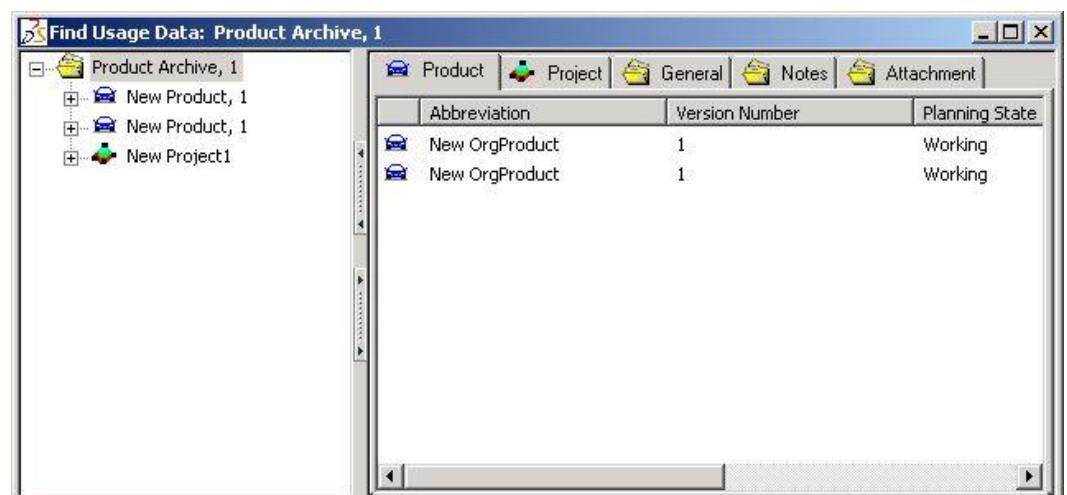 Find Usage Data: Product Archive, 1
Product Archive, 1
New Product, 1
New Product, 1
New Project1
Product Project General Notes Attachment
Abbreviation Version Number Planning State
New OrgProduct 1 Working
New OrgProduct 1 Working